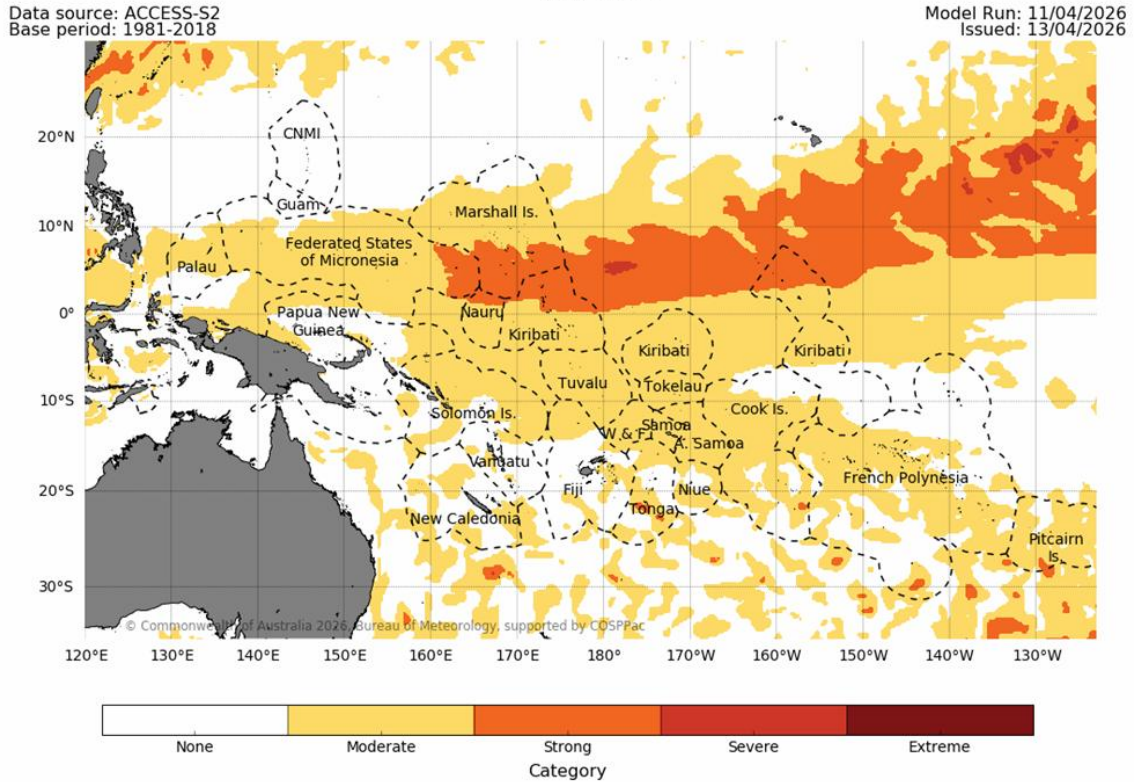 Data source: ACCESS-S2
Base period: 1981-2018
Model Run: 11/04/2026
Issued: 13/04/2026
20°N
10°N
0°
10°S
20°S
30°S
CNMI
Guam
Marshall Is.
Federated States
of Micronesia
Palau
Papua New
Guinea
Nauru
Kiribati
Kiribati
Kiribati
Tuvalu
Tokelau
Solomon Is.
Cook Is.
Samoa
W & F
A. Samoa
Vanuatu
French Polynesia
Fiji
Niue
Tonga
New Caledonia
Pitcairn
Is.
© Commonwealth of Australia 2026, Bureau of Meteorology, supported by COSPPac
120°E 130°E 140°E 150°E 160°E 170°E 180° 170°W 160°W 150°W 140°W 130°W
None Moderate Strong Severe Extreme
Category